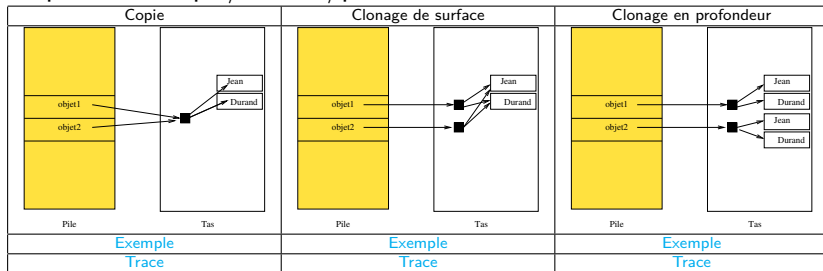 Copie
Clonage de surface
Clonage en profondeur
Jean
Durand
objet1
objet2
Pile
Tas
Jean
Durand
objet1
objet2
Pile
Tas
Jean
Durand
Jean
Durand
objet1
objet2
Pile
Tas
Exemple
Exemple
Exemple
Trace
Trace
Trace